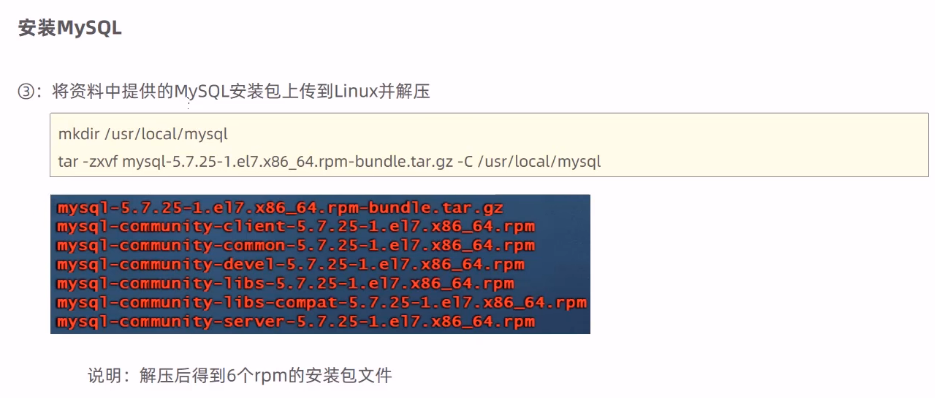 安装MySQL
③：将资料中提供的MySQL安装包上传到Linux并解压
mkdir /usr/local/mysql
tar -zxvf mysql-5.7.25-1.el7.x86_64.rpm-bundle.tar.gz -C /usr/local/mysql
mysql-5.7.25-1.el7.x86_64.rpm-bundle.tar.gz
mysql-community-client-5.7.25-1.el7.x86_64.rpm
mysql-community-common-5.7.25-1.el7.x86_64.rpm
mysql-community-devel-5.7.25-1.el7.x86_64.rpm
mysql-community-libs-5.7.25-1.el7.x86_64.rpm
mysql-community-libs-compat-5.7.25-1.el7.x86_64.rpm
mysql-community-server-5.7.25-1.el7.x86_64.rpm
说明：解压后得到6个rpm的安装包文件